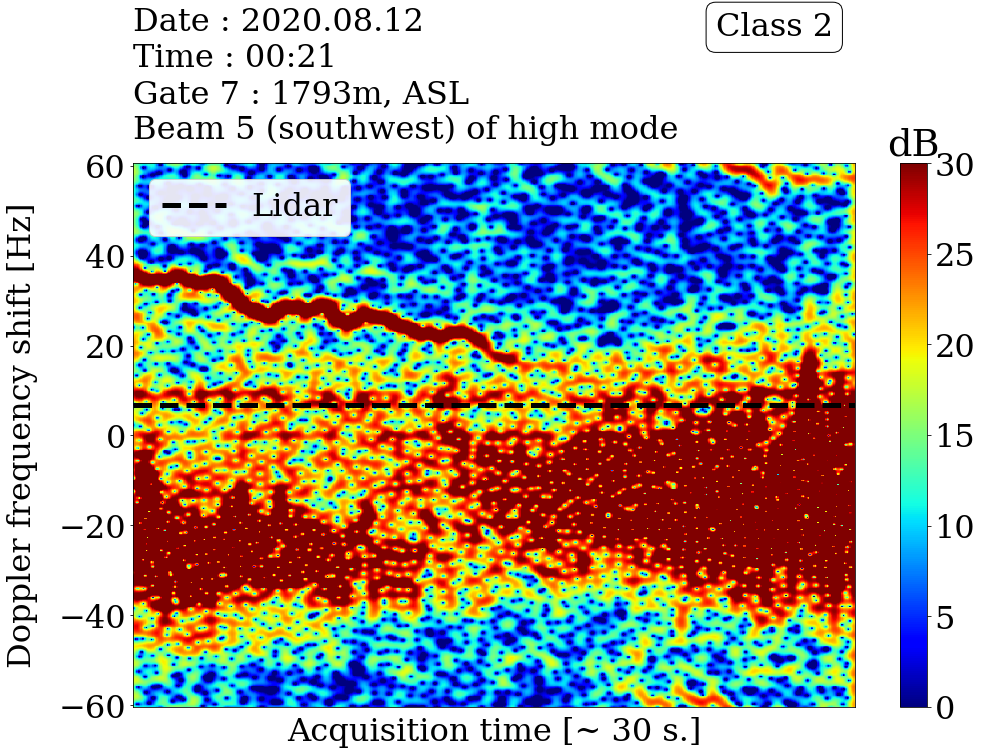 Date : 2020.08.12
Time : 00:21
Gate 7 : 1793m, ASL
Beam 5 (southwest) of high mode
Class 2
dB
Lidar
Doppler frequency shift [Hz]
60
40
20
0
−20
−40
−60
30
25
20
15
10
5
0
Acquisition time [~ 30 s.]